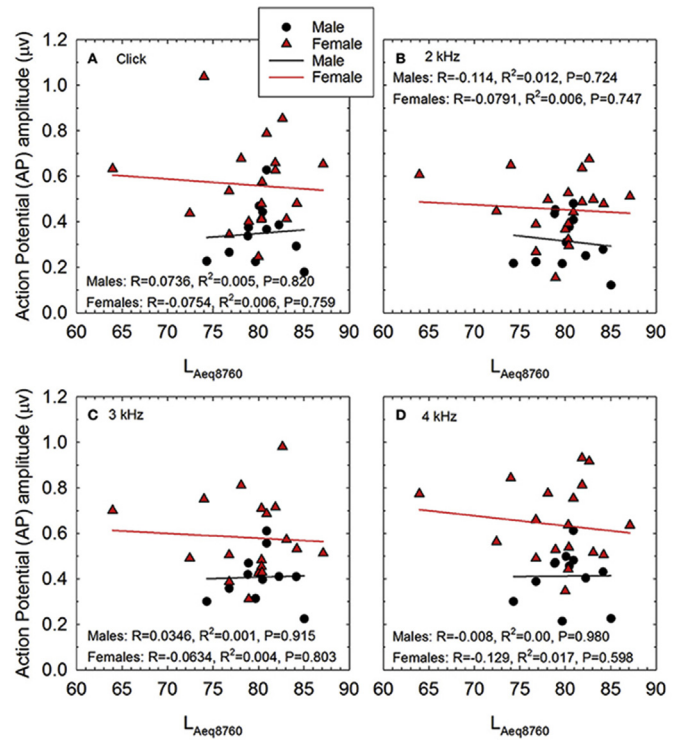 Male
Female
Male
Female
Action Potential (AP) amplitude (μv)
A Click
1.2
1.0
0.8
0.6
0.4
0.2
0.0
Males: R=0.0736, R²=0.005, P=0.820
Females: R=-0.0754, R²=0.006, P=0.759
60 65 70 75 80 85 90
LAeq8760
B 2 kHz
Males: R=-0.114, R²=0.012, P=0.724
Females: R=-0.0791, R²=0.006, P=0.747
60 65 70 75 80 85 90
LAeq8760
Action Potential (AP) amplitude (μv)
C 3 kHz
1.2
1.0
0.8
0.6
0.4
0.2
0.0
Males: R=0.0346, R²=0.001, P=0.915
Females: R=-0.0634, R²=0.004, P=0.803
60 65 70 75 80 85 90
LAeq8760
D 4 kHz
Males: R=-0.008, R²=0.00, P=0.980
Females: R=-0.129, R²=0.017, P=0.598
60 65 70 75 80 85 90
LAeq8760